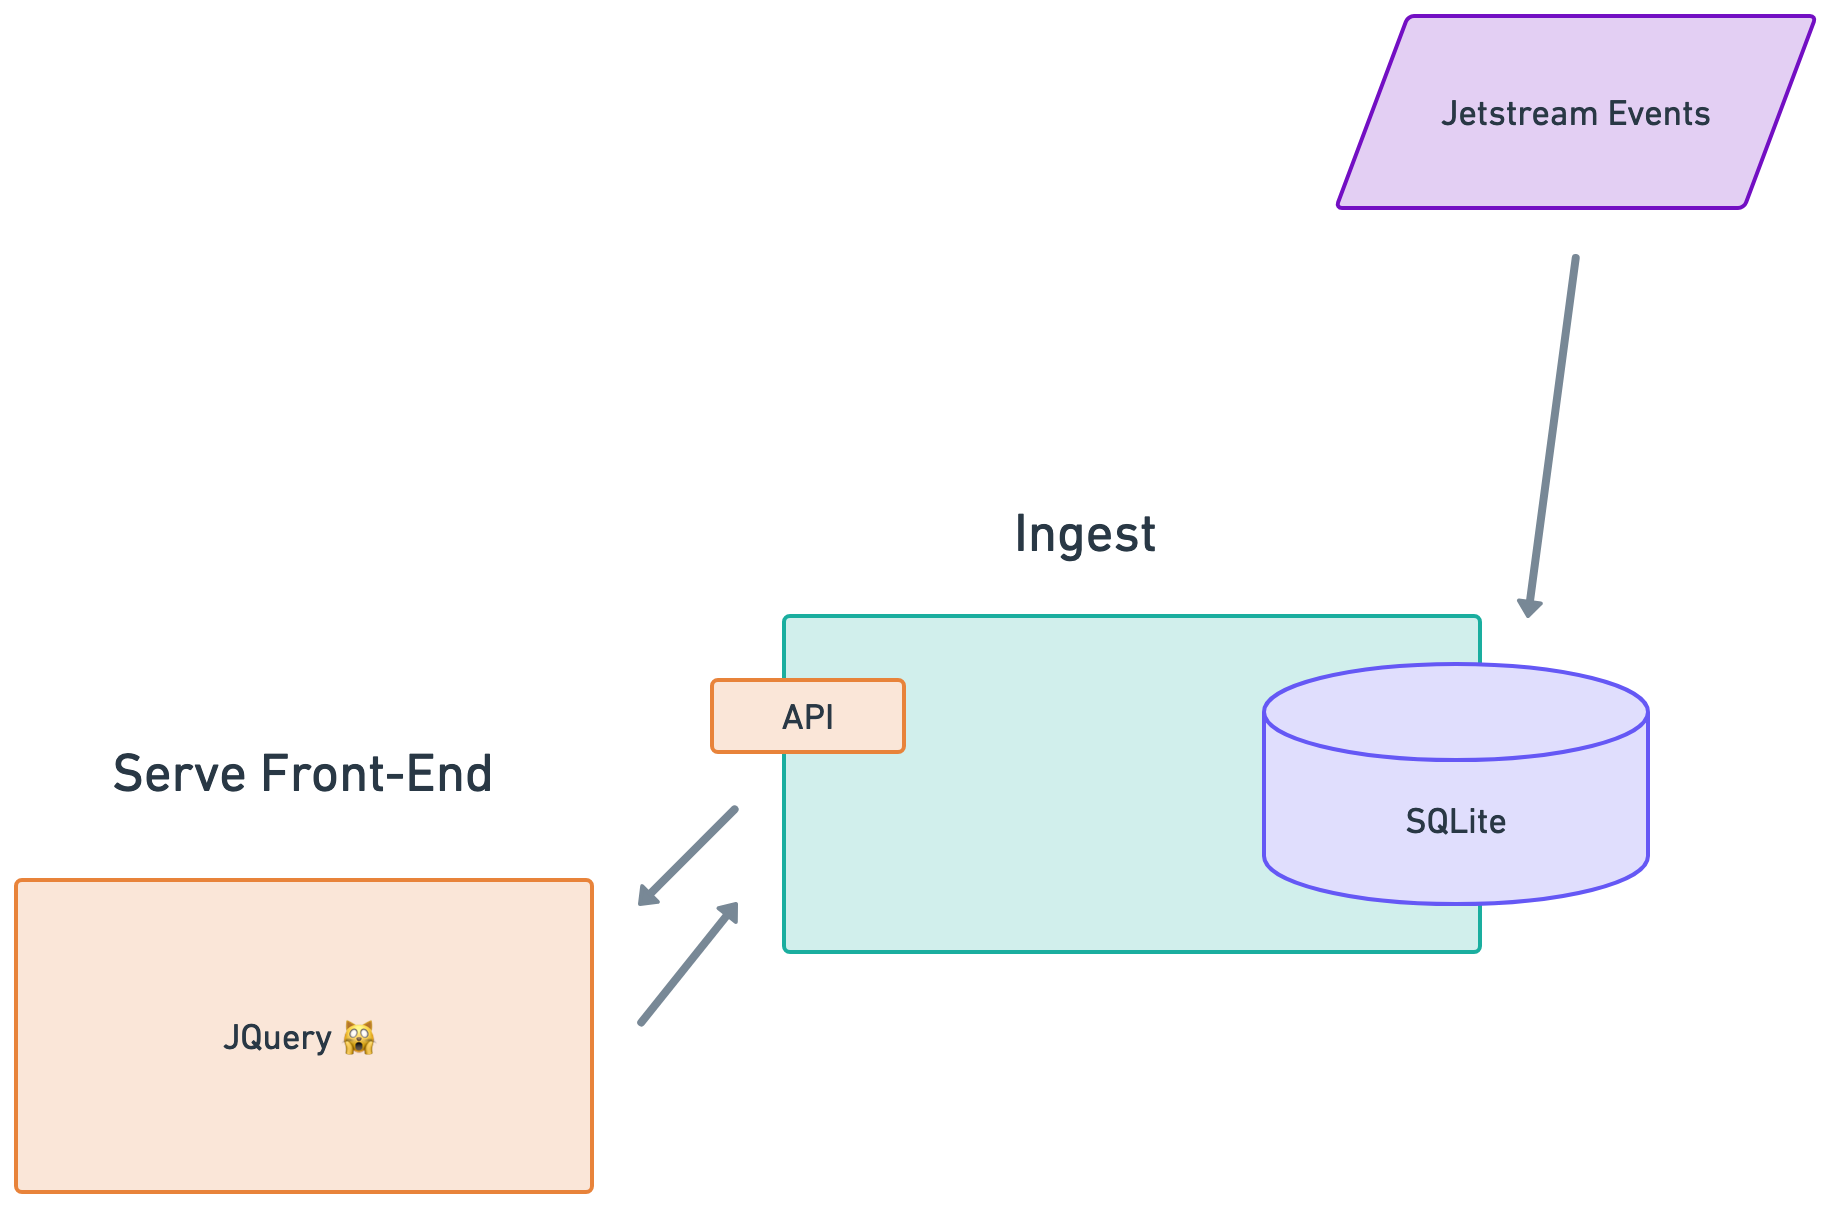 Jetstream Events
Ingest
API
SQLite
Serve Front-End
JQuery 🙀